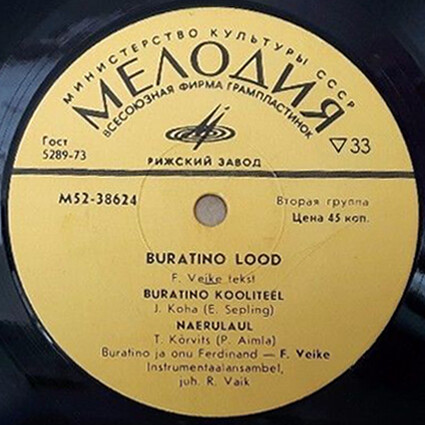 МИНИСТЕРСТВО КУЛЬТУРЫ СССР
МЕЛОДИЯ
ВСЕСОЮЗНАЯ ФИРМА ГРАМПЛАСТИНОК
Гост
5289-73
▽33
РИЖСКИЙ ЗАВОД
М52-38624
Вторая группа
Цена 45 коп.
BURATINO LOOD
F. Veike tekst
BURATINO KOOLITEEL
J. Koha (E. Sepling)
NAERULAUL
T. Kõrvits (P. Aimla)
Buratino ja onu Ferdinand — F. Veike
Instrumentaalansambel,
juh. R. Vaik